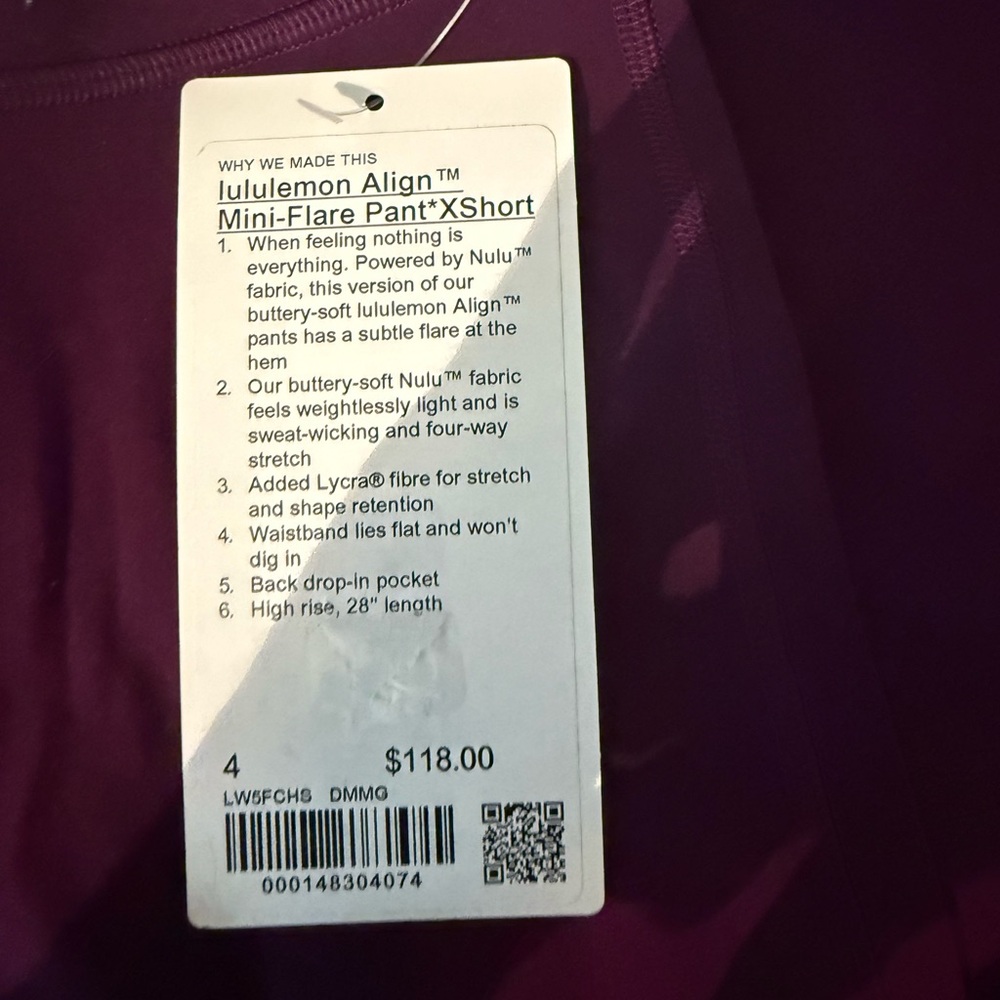 WHY WE MADE THIS
lululemon Align™
Mini-Flare Pant*XShort
1. When feeling nothing is
everything. Powered by Nulu™
fabric, this version of our
buttery-soft lululemon Align™
pants has a subtle flare at the
hem
2. Our buttery-soft Nulu™ fabric
feels weightlessly light and is
sweat-wicking and four-way
stretch
3. Added Lycra® fibre for stretch
and shape retention
4. Waistband lies flat and won't
dig in
5. Back drop-in pocket
6. High rise, 28" length
4 $118.00
LW5FCHS DMMG
000148304074